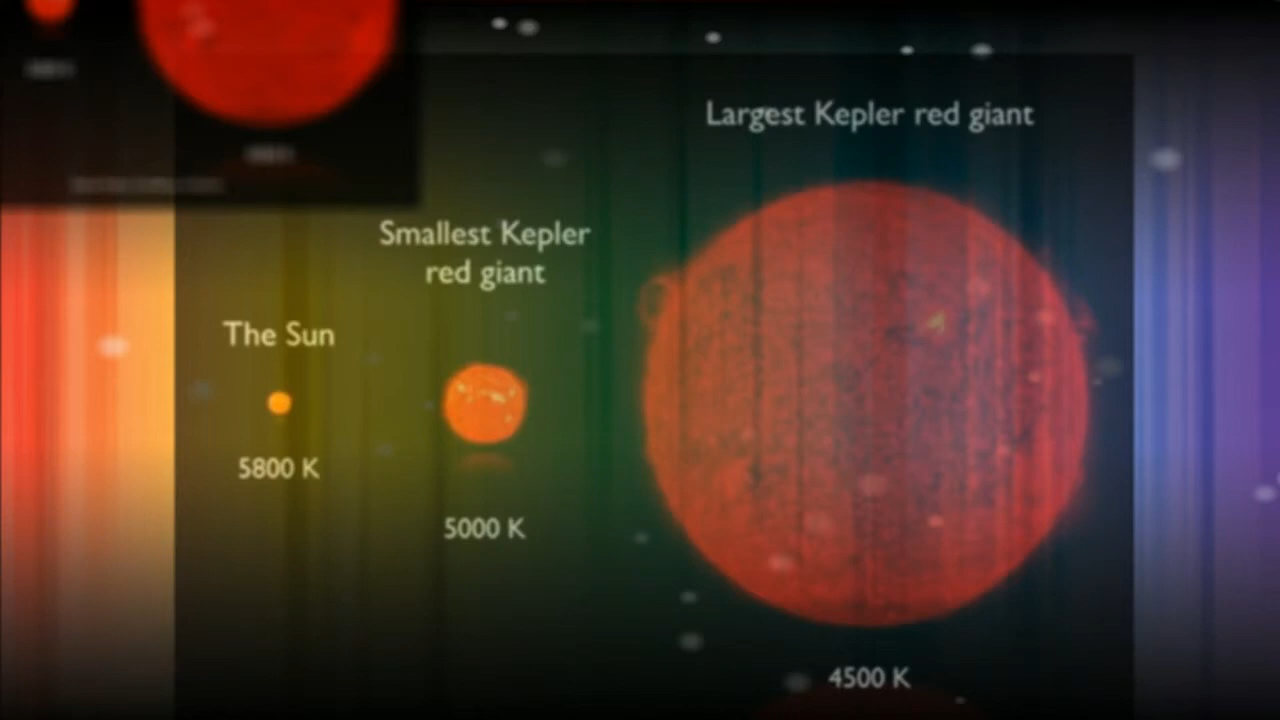 Largest Kepler red giant
Smallest Kepler
red giant
The Sun
5800 K
5000 K
4500 K